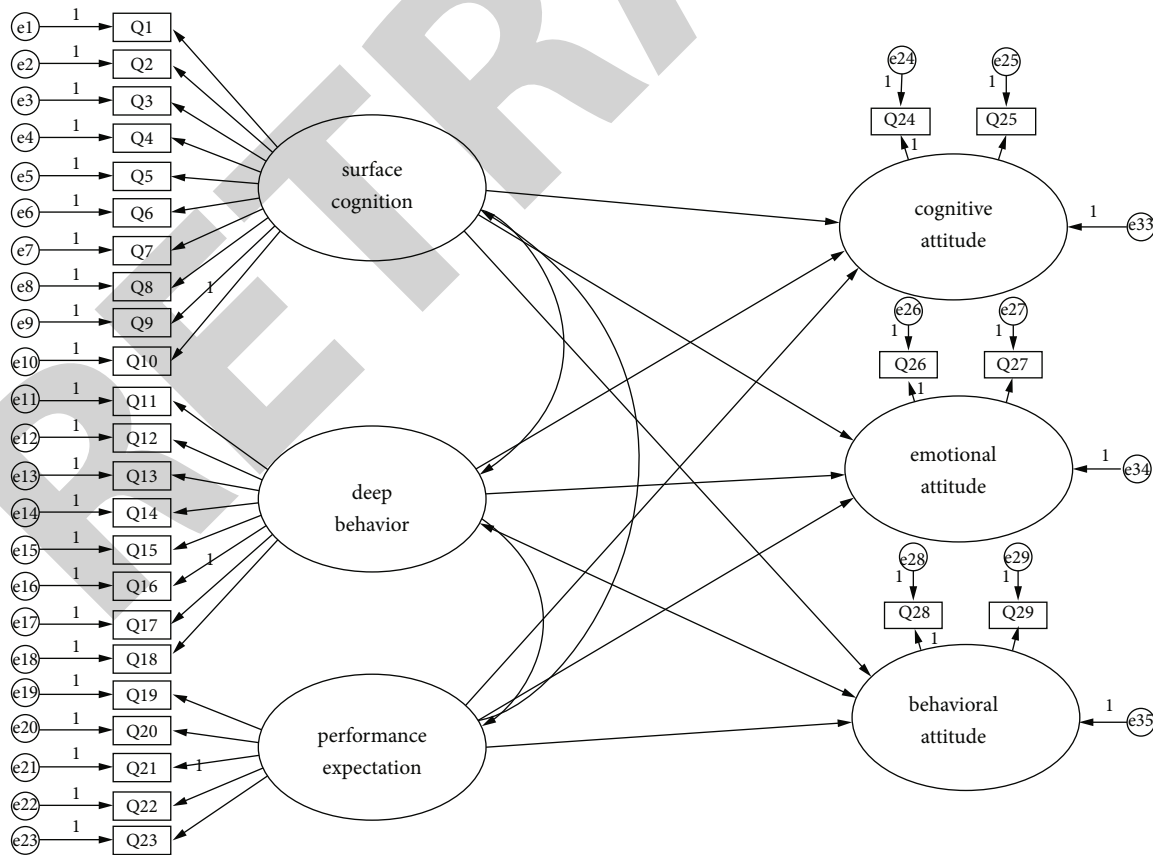 e1 1 Q1
e2 1 Q2
e3 1 Q3
e4 1 Q4
e5 1 Q5
e6 1 Q6
e7 1 Q7
e8 1 Q8 1
e9 1 Q9
e10 1 Q10
e11 1 Q11
e12 1 Q12
e13 1 Q13
e14 1 Q14
e15 1 Q15
e16 1 Q16 1
e17 1 Q17
e18 1 Q18
e19 1 Q19
e20 1 Q20
e21 1 Q21 1
e22 1 Q22
e23 1 Q23
surface
cognition
deep
behavior
performance
expectation
e24 e25
1 1
Q24 Q25
1
cognitive
attitude
1 e33
e26 e27
1 1
Q26 Q27
1
emotional
attitude
1 e34
e28 e29
1 1
Q28 Q29
1
behavioral
attitude
1 e35
RETRA